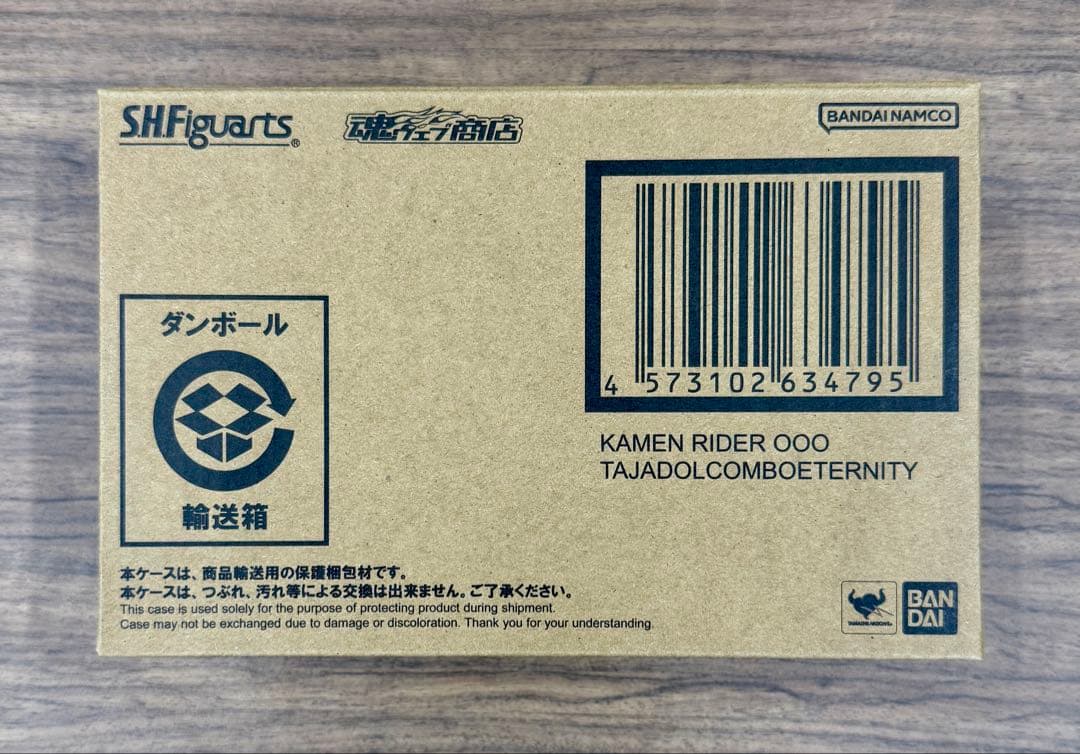 S.H.Figuarts®
魂ウェブ商店
BANDAI NAMCO
4 573102 634795
KAMEN RIDER OOO
TAJADOLCOMBOETERNITY
ダンボール
輸送箱
本ケースは、商品輸送用の保護梱包材です。
本ケースは、つぶれ、汚れ等による交換は出来ません。ご了承ください。
This case is used solely for the purpose of protecting product during shipment.
Case may not be exchanged due to damage or discoloration. Thank you for your understanding.
TAMASHII NATIONS
BAN
DAI